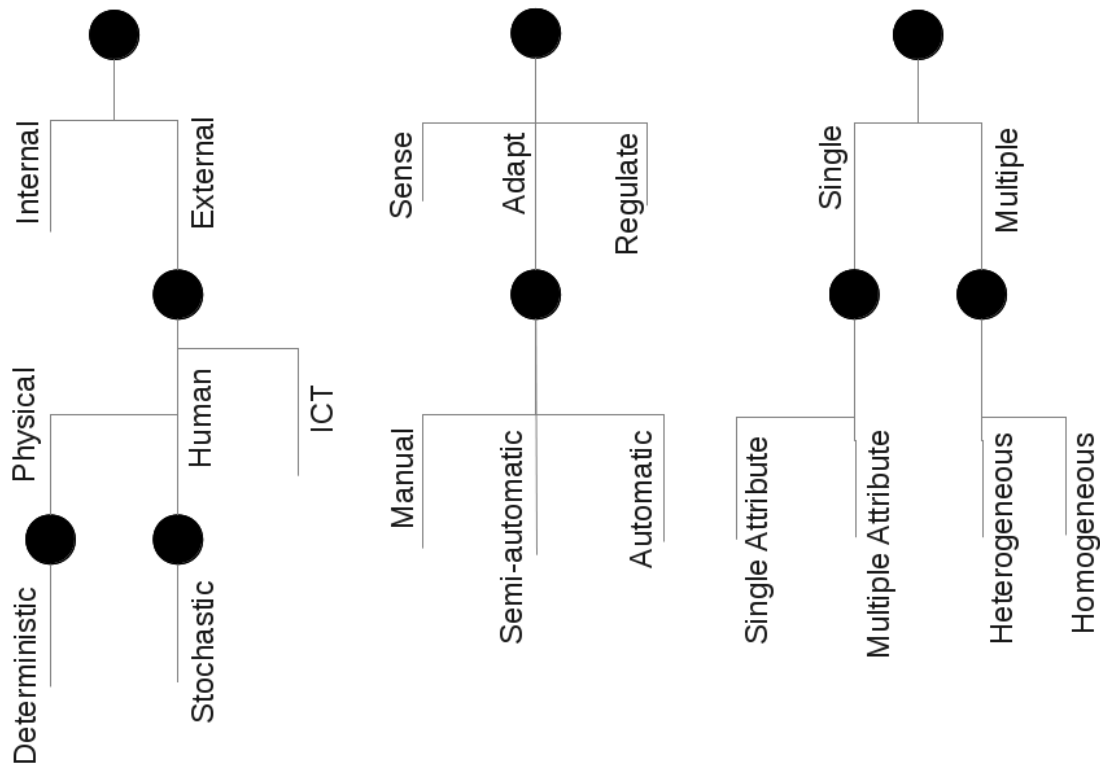 Internal
External
Physical
Human
ICT
Deterministic
Stochastic
Sense
Adapt
Regulate
Manual
Semi-automatic
Automatic
Single
Multiple
Single Attribute
Multiple Attribute
Heterogeneous
Homogeneous